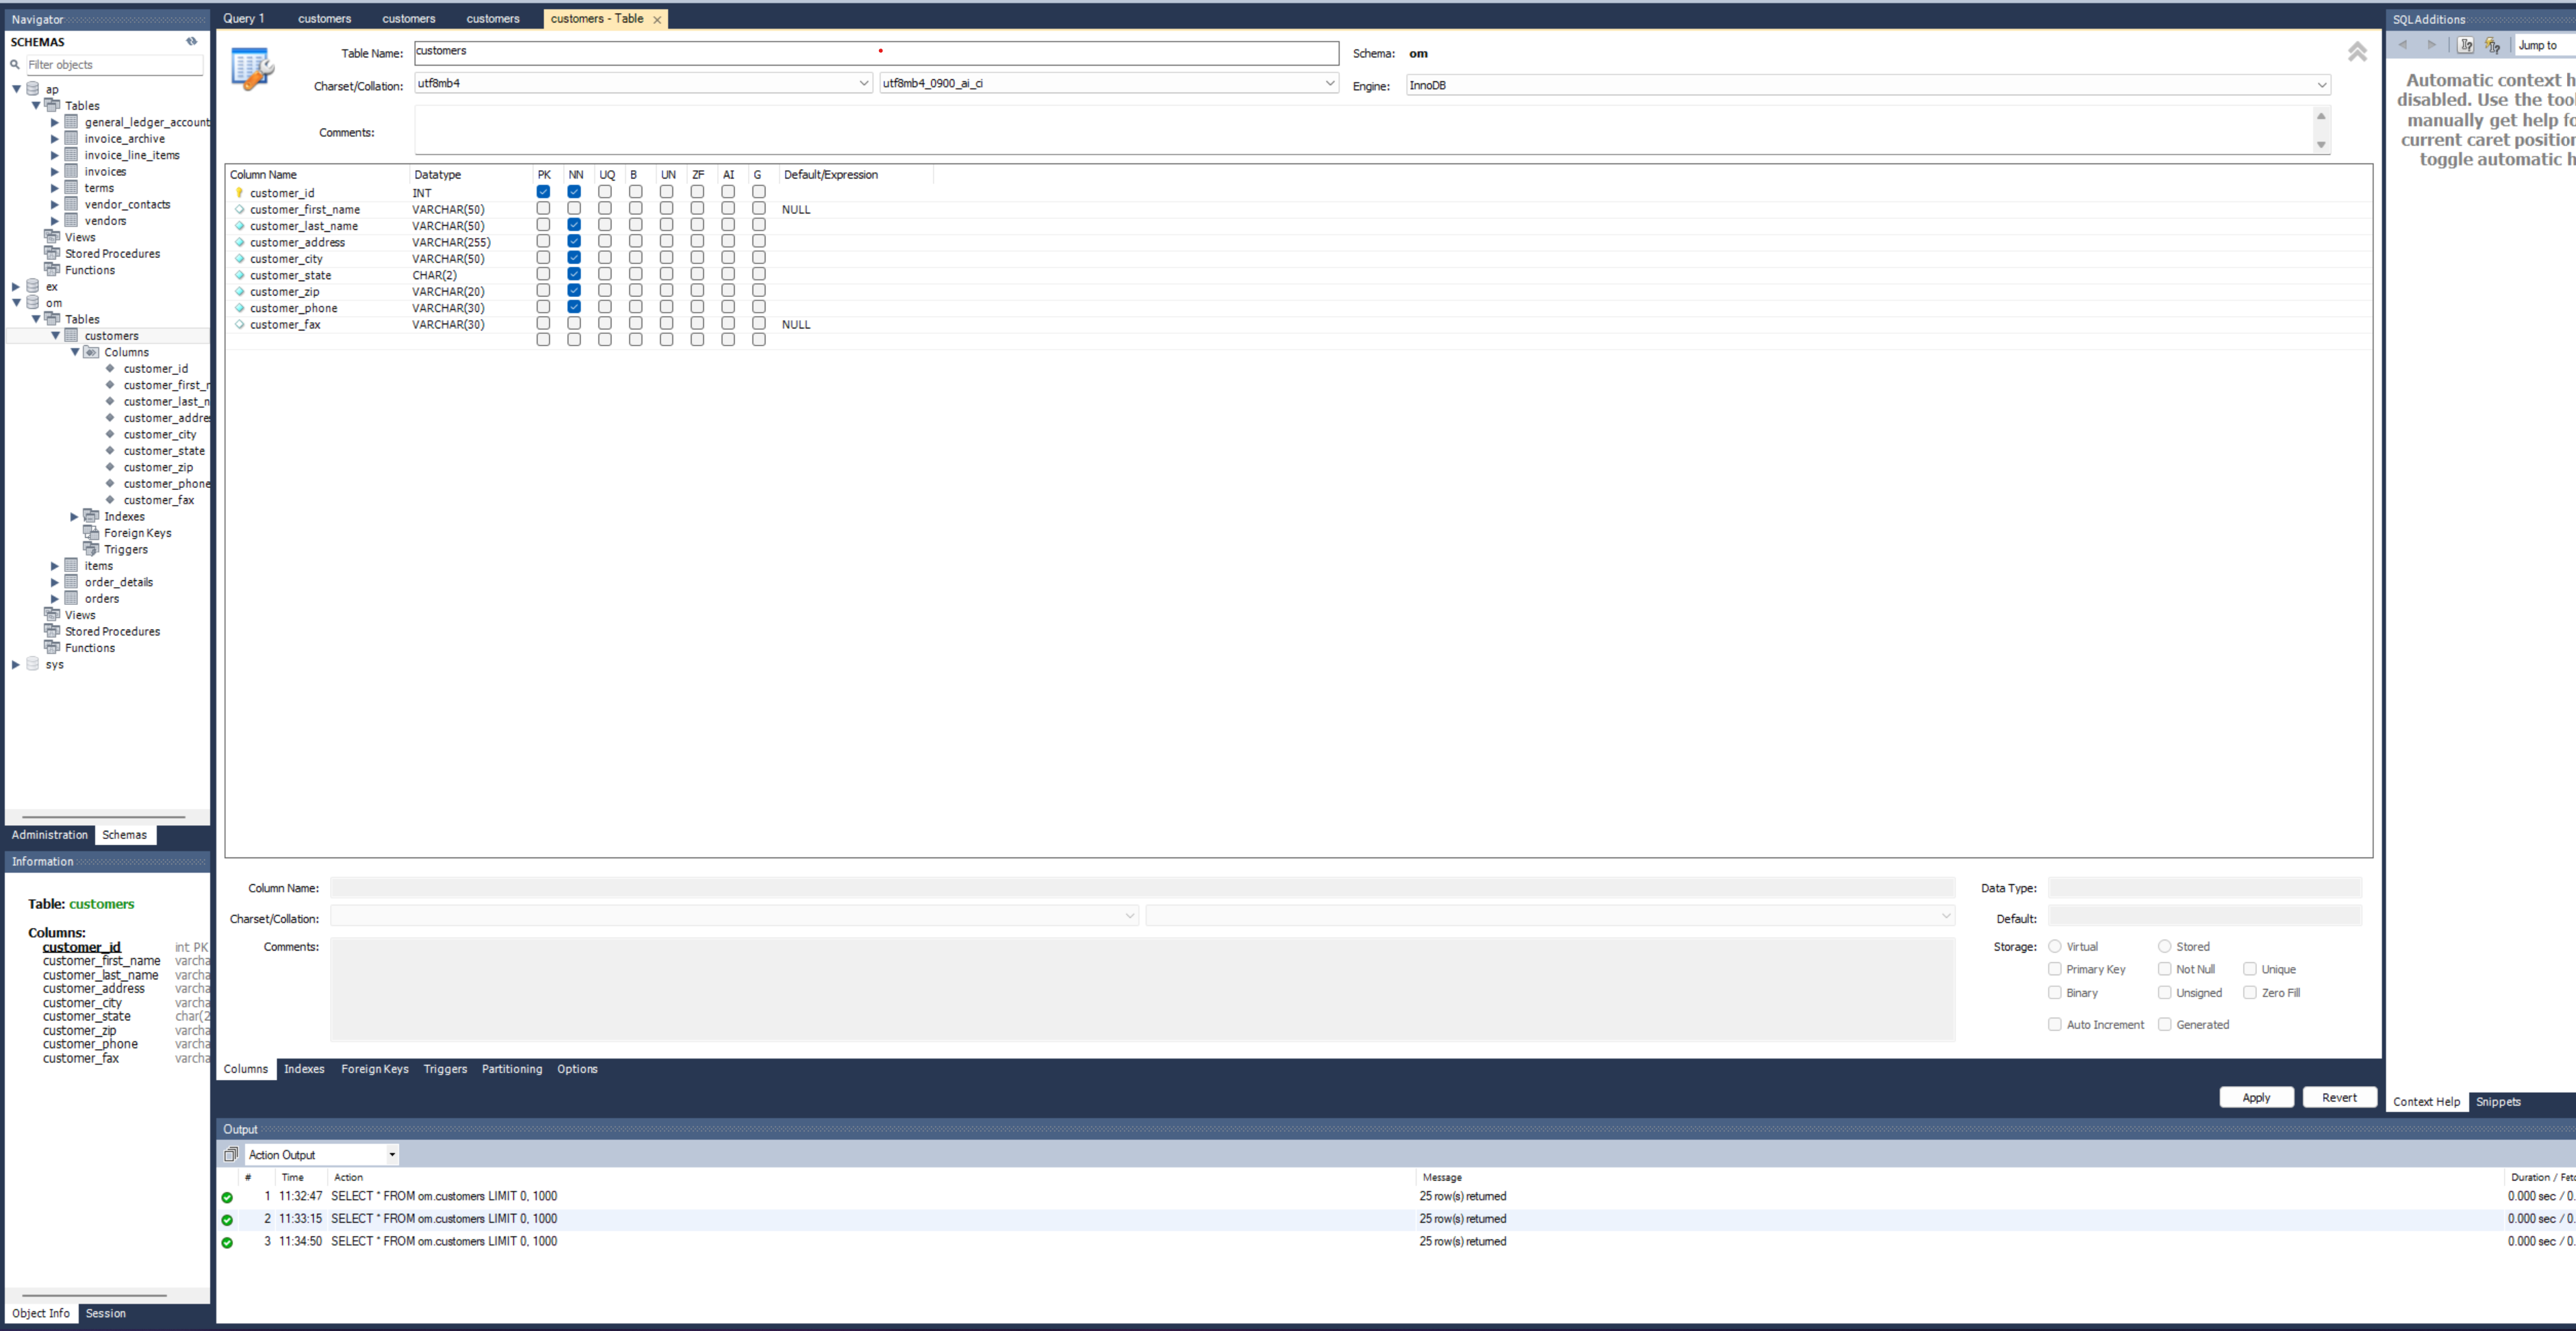 Navigator
SCHEMAS
Filter objects
ap
Tables
general_ledger_account
invoice_archive
invoice_line_items
invoices
terms
vendor_contacts
vendors
Views
Stored Procedures
Functions
ex
om
Tables
customers
Columns
customer_id
customer_first_n
customer_last_n
customer_addre
customer_city
customer_state
customer_zip
customer_phone
customer_fax
Indexes
Foreign Keys
Triggers
items
order_details
orders
Views
Stored Procedures
Functions
sys
Administration Schemas
Information
Table: customers
Columns:
customer_id int PK
customer_first_name varcha
customer_last_name varcha
customer_address varcha
customer_city varcha
customer_state char(2
customer_zip varcha
customer_phone varcha
customer_fax varcha
Object Info Session
Query 1 customers customers customers customers - Table
Table Name: customers Schema: om
Charset/Collation: utf8mb4 utf8mb4_0900_ai_ci Engine: InnoDB
Comments:
Column Name Datatype PK NN UQ B UN ZF AI G Default/Expression
customer_id INT
customer_first_name VARCHAR(50) NULL
customer_last_name VARCHAR(50)
customer_address VARCHAR(255)
customer_city VARCHAR(50)
customer_state CHAR(2)
customer_zip VARCHAR(20)
customer_phone VARCHAR(30)
customer_fax VARCHAR(30) NULL
Column Name: Data Type:
Charset/Collation: Default:
Comments: Storage: Virtual Stored
Primary Key Not Null Unique
Binary Unsigned Zero Fill
Auto Increment Generated
Columns Indexes Foreign Keys Triggers Partitioning Options
Apply Revert
Output
Action Output
# Time Action Message Duration / Fetc
1 11:32:47 SELECT * FROM om.customers LIMIT 0, 1000 25 row(s) returned 0.000 sec / 0.
2 11:33:15 SELECT * FROM om.customers LIMIT 0, 1000 25 row(s) returned 0.000 sec / 0.
3 11:34:50 SELECT * FROM om.customers LIMIT 0, 1000 25 row(s) returned 0.000 sec / 0.
SQLAdditions
Jump to
Automatic context h
disabled. Use the tool
manually get help fo
current caret position
toggle automatic h
Context Help Snippets